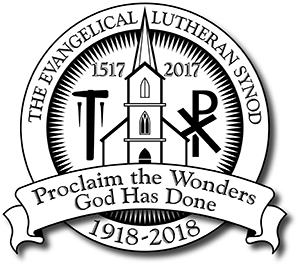 THE EVANGELICAL LUTHERAN SYNOD
1517 2017
Proclaim the Wonders
God Has Done
1918-2018